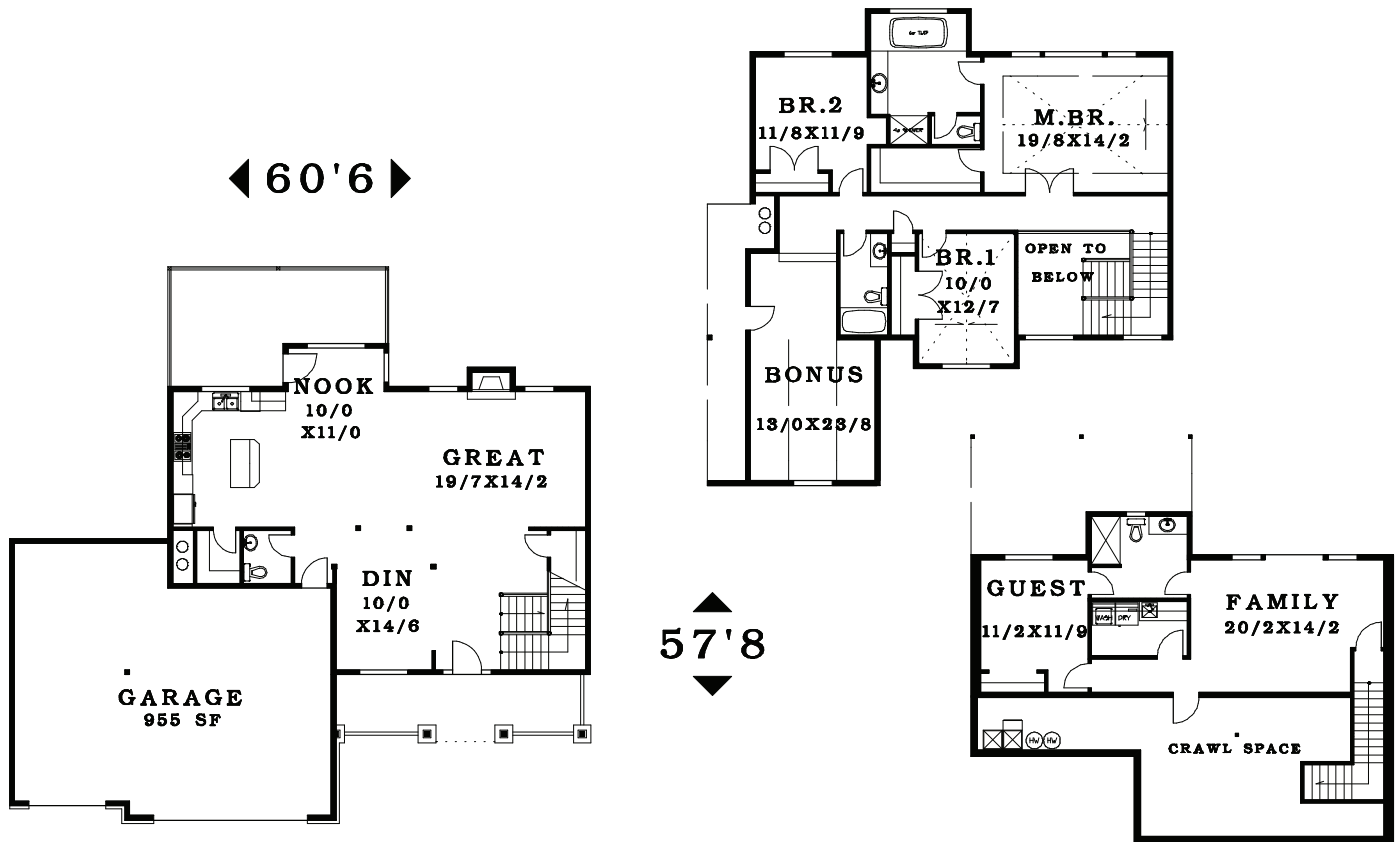 60'6
NOOK
10/0
X11/0
GREAT
19/7X14/2
DIN
10/0
X14/6
GARAGE
955 SF
57'8
BR.2
11/8X11/9
M.BR.
19/8X14/2
BR.1
10/0
X12/7
OPEN TO
BELOW
BONUS
13/0X23/8
GUEST
11/2X11/9
WASH
DRY
FAMILY
20/2X14/2
HW
HW
CRAWL SPACE